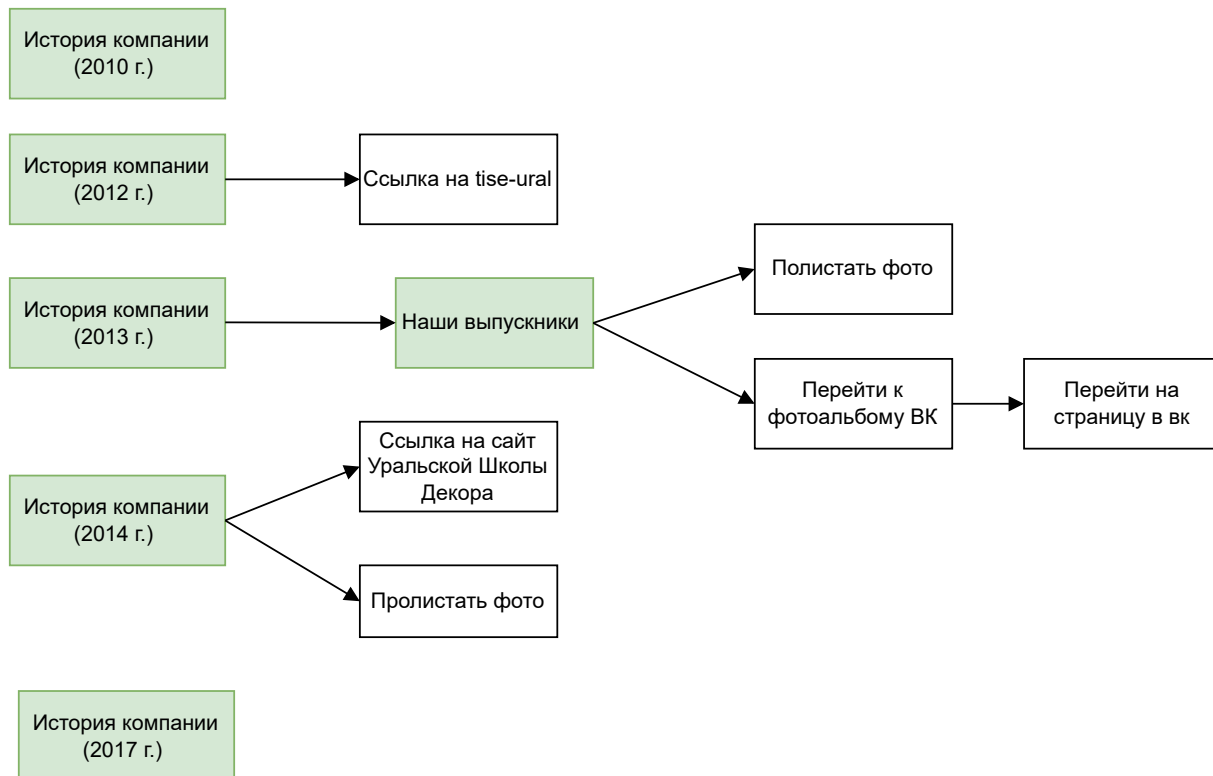 История компании
(2010 г.)
История компании
(2012 г.)
Ссылка на tise-ural
История компании
(2013 г.)
Наши выпускники
Полистать фото
Перейти к
фотоальбому ВК
Перейти на
страницу в вк
История компании
(2014 г.)
Ссылка на сайт
Уральской Школы
Декора
Пролистать фото
История компании
(2017 г.)